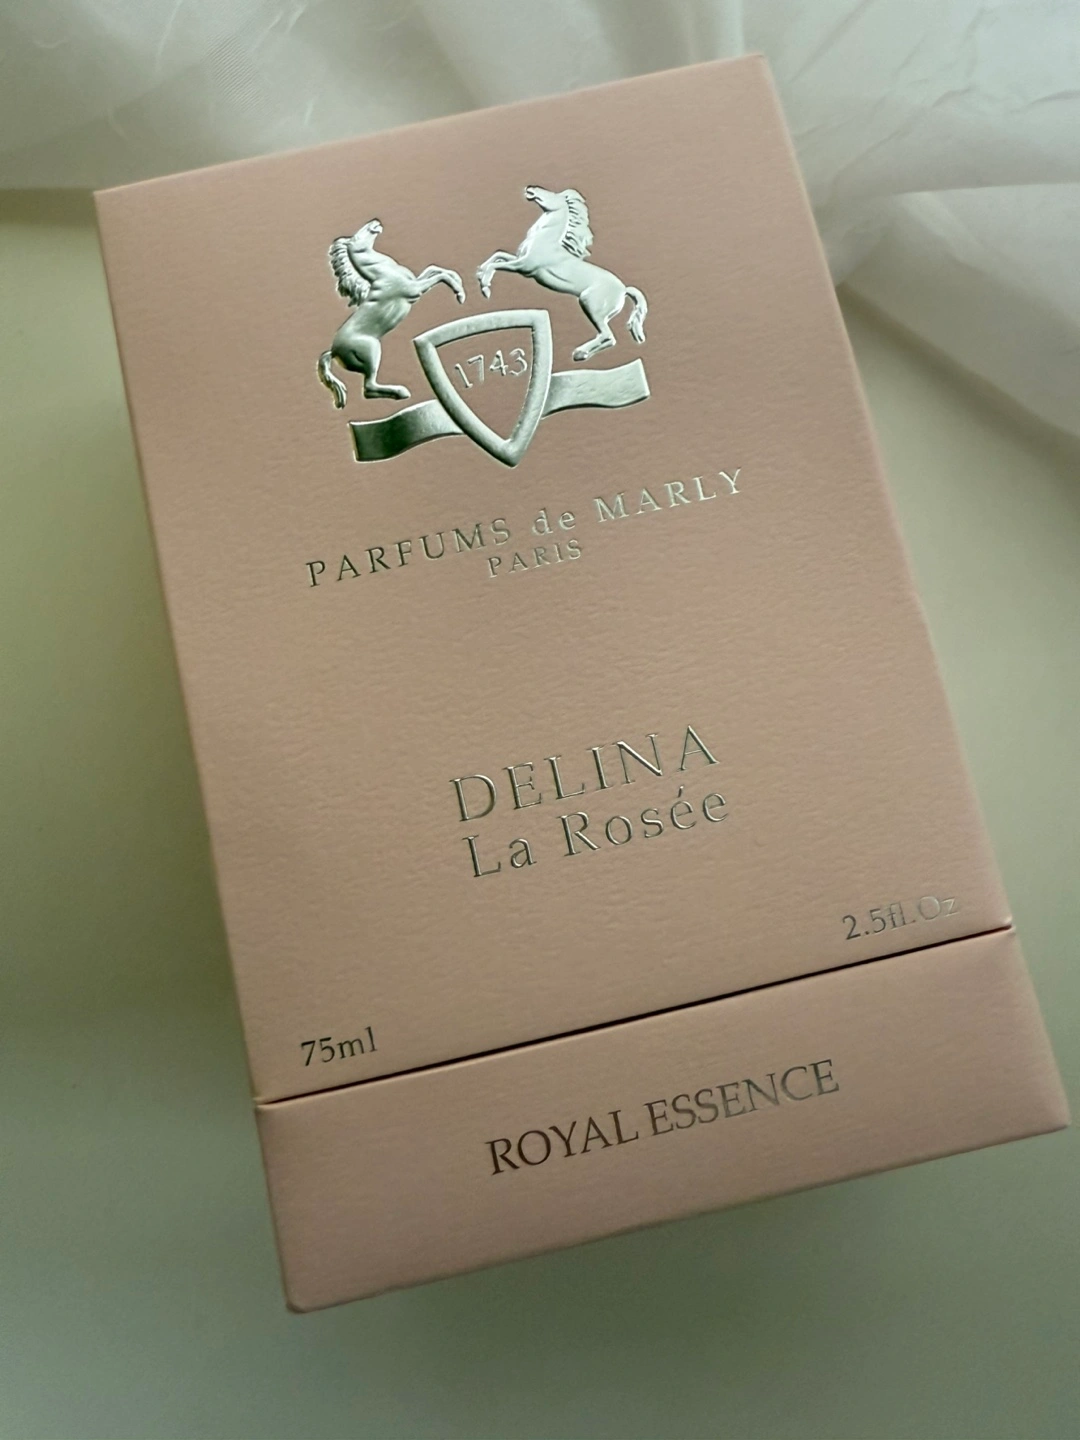 1743
PARFUMS de MARLY
PARIS
DELINA
La Rosée
2.5fl.Oz
75ml
ROYAL ESSENCE